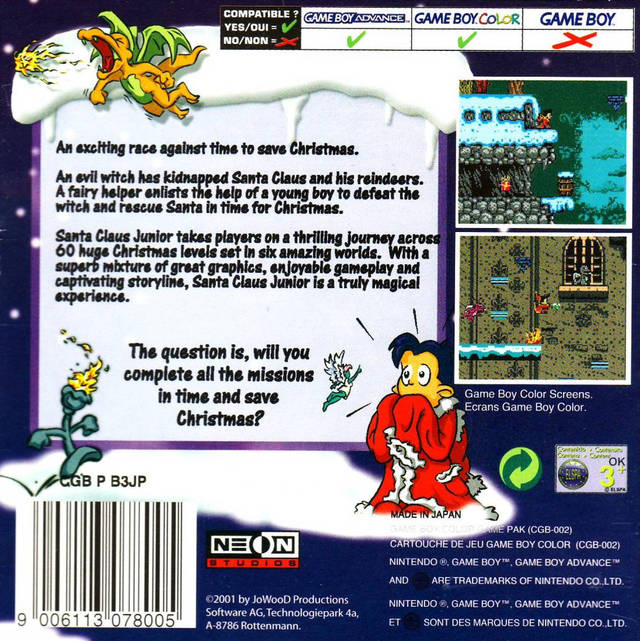 COMPATIBLE ?
YES/OUI =
NO/NON =
GAME BOY ADVANCE
GAME BOY COLOR
GAME BOY
An exciting race against time to save Christmas.
An evil witch has kidnapped Santa Claus and his reindeers.
A fairy helper enlists the help of a young boy to defeat the
witch and rescue Santa in time for Christmas.
Santa Claus Junior takes players on a thrilling journey across
60 huge Christmas levels set in six amazing worlds. With a
superb mixture of great graphics, enjoyable gameplay and
captivating storyline, Santa Claus Junior is a truly magical
experience.
The question is, will you
complete all the missions
in time and save
Christmas?
Game Boy Color Screens.
Ecrans Game Boy Color.
OK
ELSPA
3+
© ELSPA
CGB P B3JP
MADE IN JAPAN
GAME BOY COLOR GAME PAK (CGB-002)
CARTOUCHE DE JEU GAME BOY COLOR (CGB-002)
NINTENDO ®, GAME BOY™, GAME BOY ADVANCE™
AND ARE TRADEMARKS OF NINTENDO CO.,LTD.
NINTENDO ®, GAME BOY™, GAME BOY ADVANCE™
ET SONT DES MARQUES DE NINTENDO CO.,LTD.
NEON
STUDIOS
©2001 by JoWooD Productions
Software AG,Technologiepark 4a,
A-8786 Rottenmann.
9 006113 078005